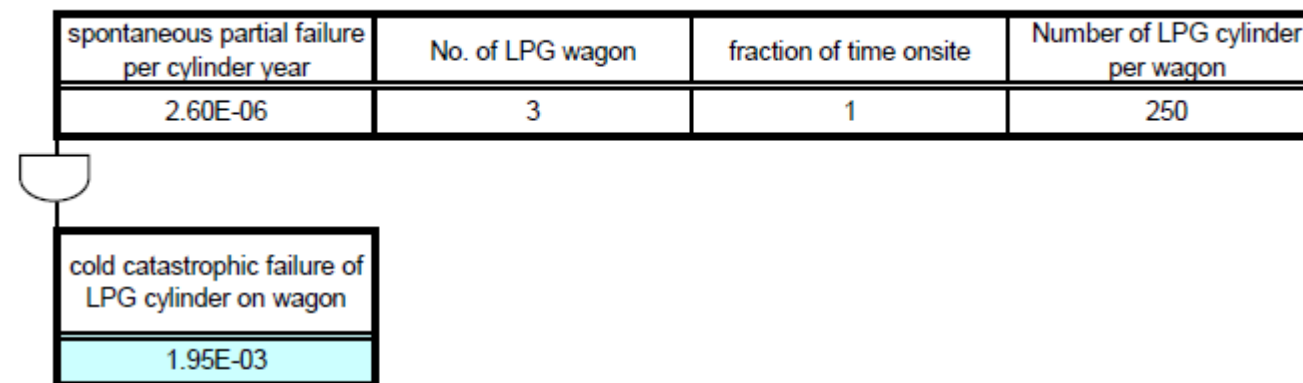 spontaneous partial failure
per cylinder year
No. of LPG wagon
fraction of time onsite
Number of LPG cylinder
per wagon
2.60E-06
3
1
250
cold catastrophic failure of
LPG cylinder on wagon
1.95E-03